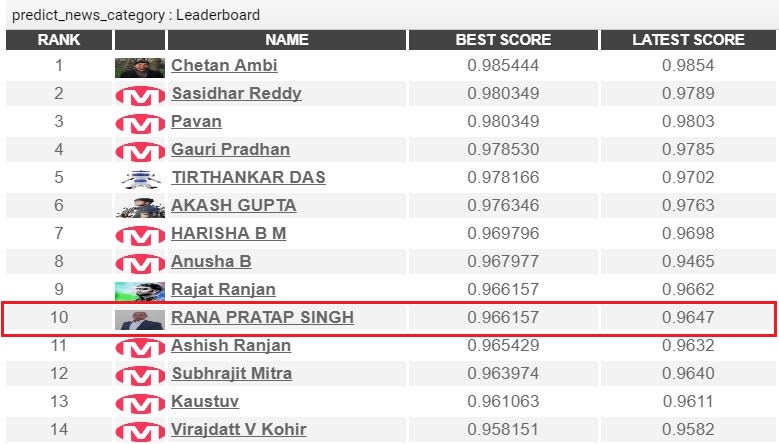 predict_news_category : Leaderboard
RANK NAME BEST SCORE LATEST SCORE
1 Chetan Ambi 0.985444 0.9854
2 Sasidhar Reddy 0.980349 0.9789
3 Pavan 0.980349 0.9803
4 Gauri Pradhan 0.978530 0.9785
5 TIRTHANKAR DAS 0.978166 0.9702
6 AKASH GUPTA 0.976346 0.9763
7 HARISHA B M 0.969796 0.9698
8 Anusha B 0.967977 0.9465
9 Rajat Ranjan 0.966157 0.9662
10 RANA PRATAP SINGH 0.966157 0.9647
11 Ashish Ranjan 0.965429 0.9632
12 Subhrajit Mitra 0.963974 0.9640
13 Kaustuv 0.961063 0.9611
14 Virajdatt V Kohir 0.958151 0.9582